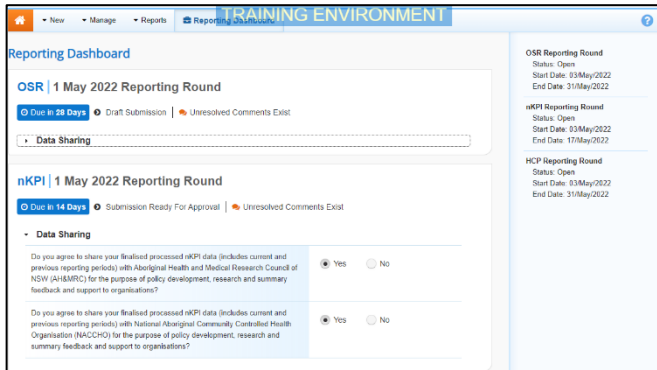 New
Manage
Reports
Reporting Dashboard
TRAINING ENVIRONMENT
?
Reporting Dashboard
OSR | 1 May 2022 Reporting Round
Due in 28 Days Draft Submission | Unresolved Comments Exist
Data Sharing
nKPI | 1 May 2022 Reporting Round
Due in 14 Days Submission Ready For Approval | Unresolved Comments Exist
Data Sharing
Do you agree to share your finalised processed nKPI data (includes current and
previous reporting periods) with Aboriginal Health and Medical Research Council of
NSW (AH&MRC) for the purpose of policy development, research and summary
feedback and support to organisations?
Yes No
Do you agree to share your finalised processed nKPI data (includes current and
previous reporting periods) with National Aboriginal Community Controlled Health
Organisation (NACCHO) for the purpose of policy development, research and
summary feedback and support to organisations?
Yes No
OSR Reporting Round
Status: Open
Start Date: 03/May/2022
End Date: 31/May/2022
nKPI Reporting Round
Status: Open
Start Date: 03/May/2022
End Date: 17/May/2022
HCP Reporting Round
Status: Open
Start Date: 03/May/2022
End Date: 31/May/2022